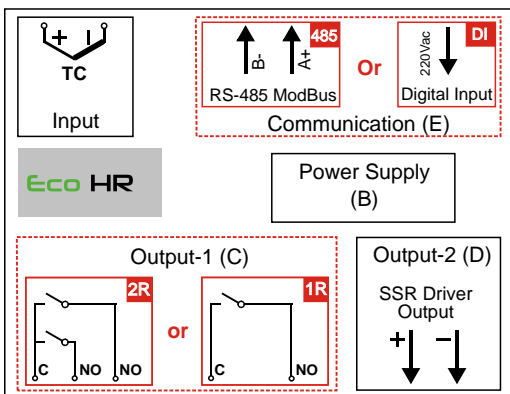 + −
TC
Input
485
B-
A+
RS-485 ModBus
Or
DI
220Vac
Digital Input
Communication (E)
Eco HR
Power Supply
(B)
Output-1 (C)
2R
C NO NO
or
1R
C NO
Output-2 (D)
SSR Driver
Output
+ −